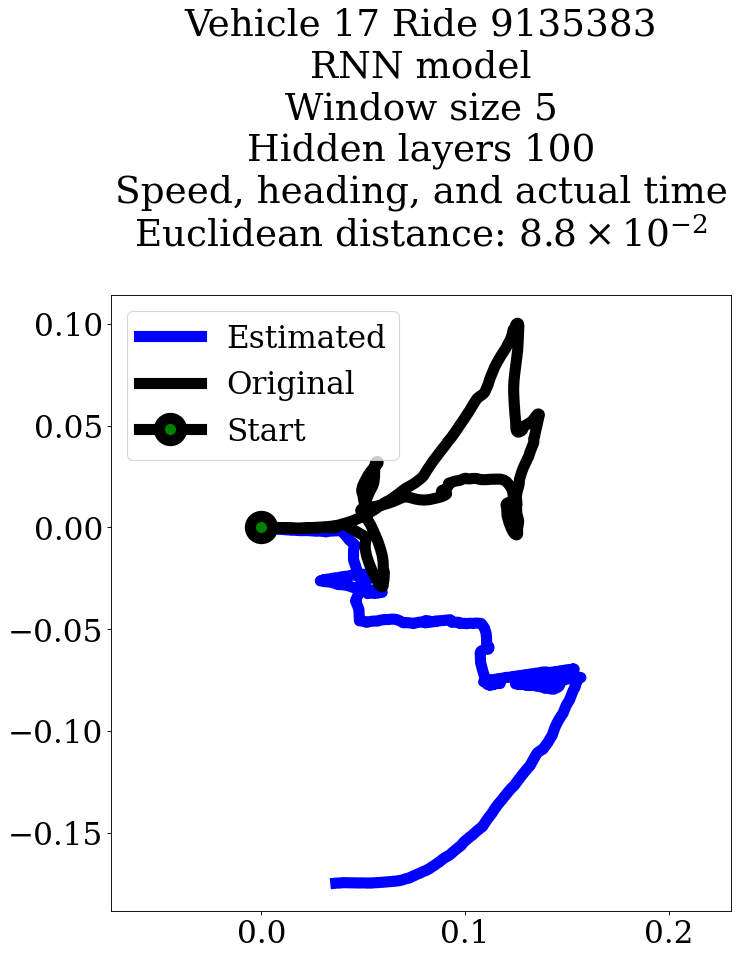 Vehicle 17 Ride 9135383
RNN model
Window size 5
Hidden layers 100
Speed, heading, and actual time
Euclidean distance: 8.8 × 10⁻²
Estimated
Original
Start
0.10
0.05
0.00
−0.05
−0.10
−0.15
0.0 0.1 0.2